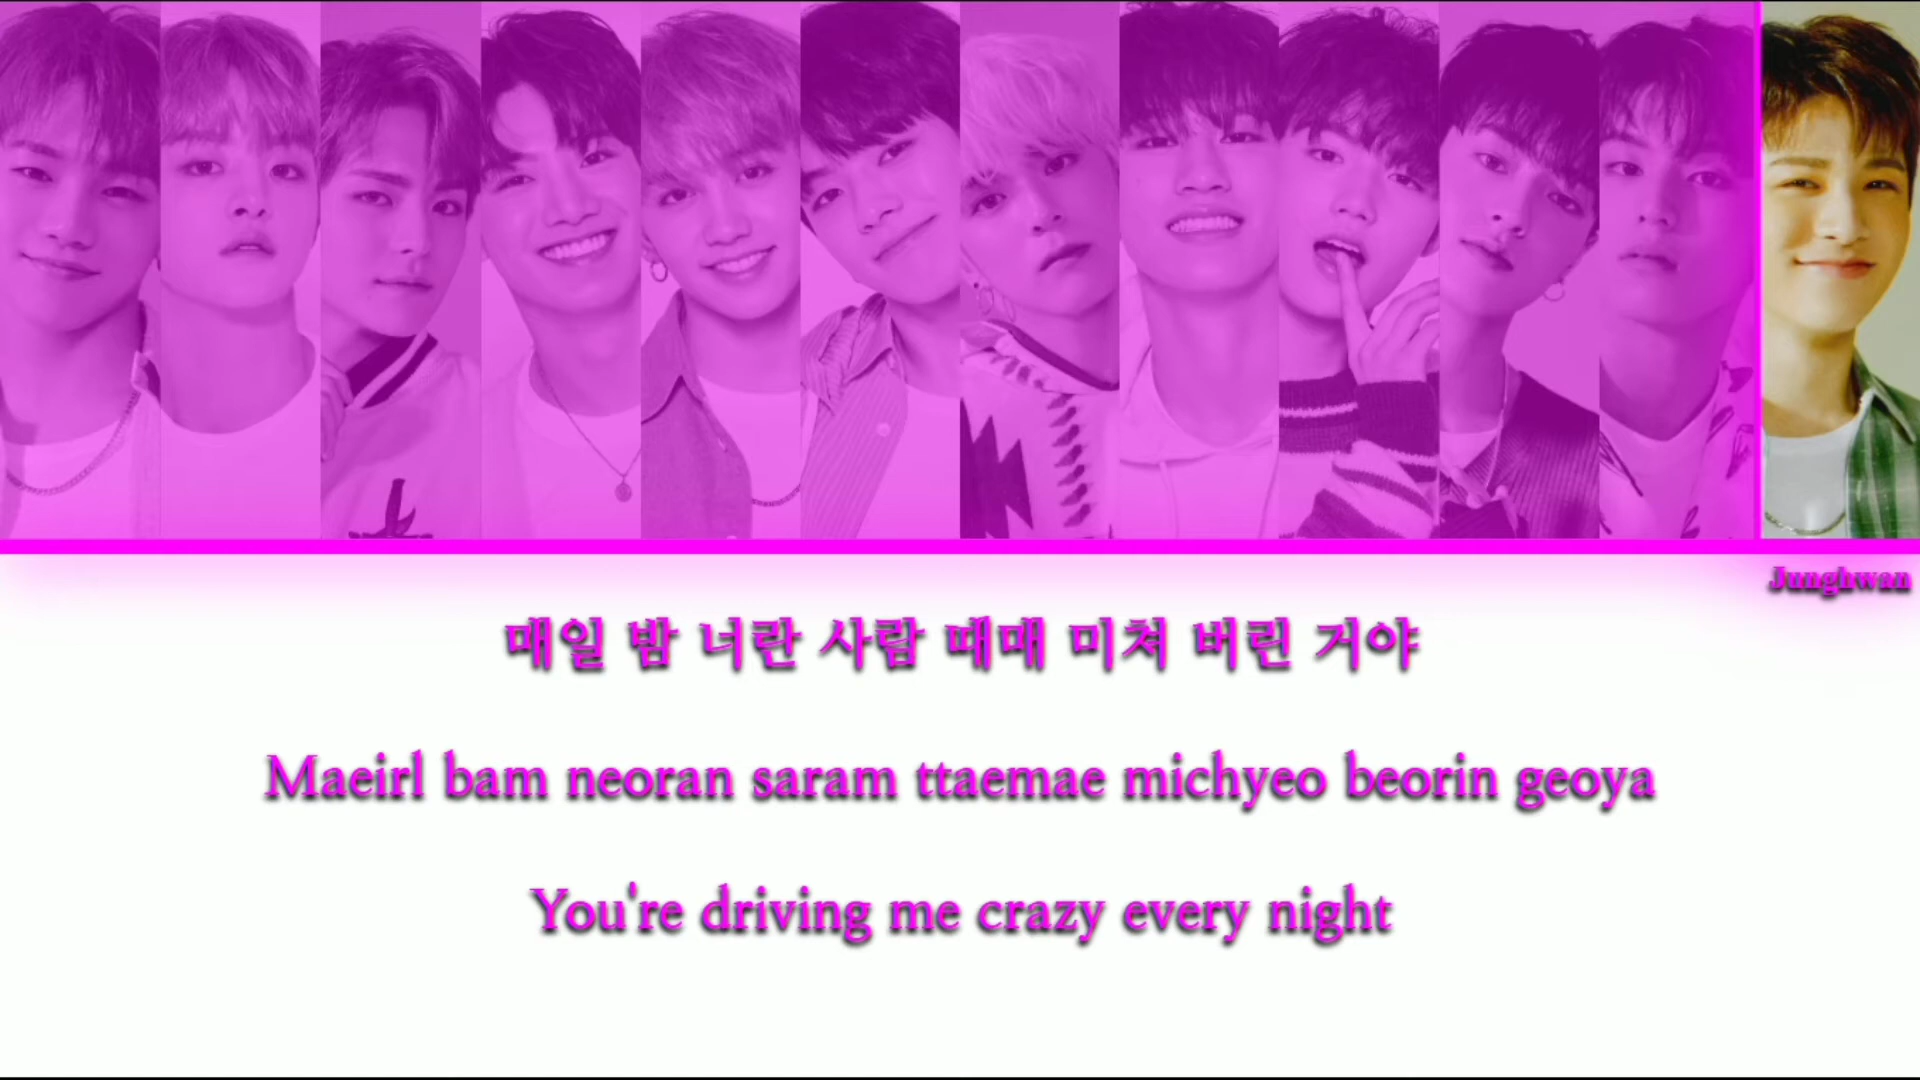 Junghwan
매일 밤 너란 사람 때매 미쳐 버린 거야
Maeirl bam neoran saram ttaemae michyeo beorin geoya
You're driving me crazy every night